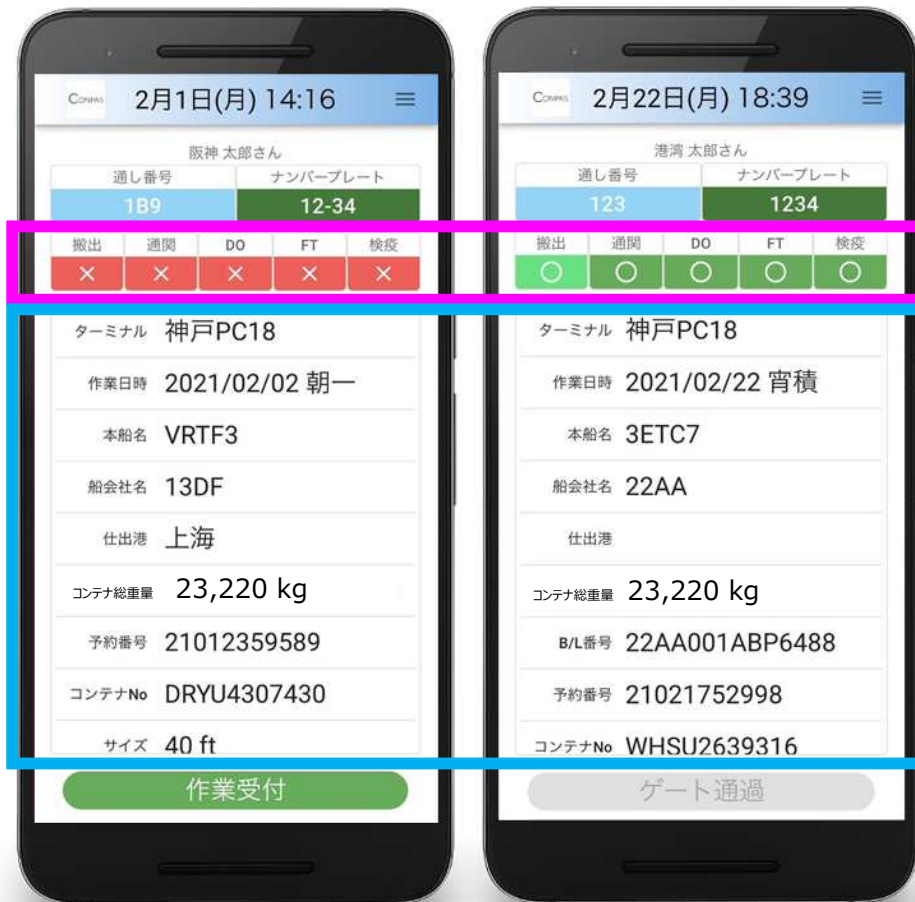 CONPAS 2月1日(月) 14:16
阪神 太郎さん
通し番号 ナンバープレート
1B9 12-34
搬出 通関 DO FT 検疫
× × × × ×
ターミナル 神戸PC18
作業日時 2021/02/02 朝一
本船名 VRTF3
船会社名 13DF
仕出港 上海
コンテナ総重量 23,220 kg
予約番号 21012359589
コンテナNo DRYU4307430
サイズ 40 ft
作業受付
CONPAS 2月22日(月) 18:39
港湾 太郎さん
通し番号 ナンバープレート
123 1234
搬出 通関 DO FT 検疫
○ ○ ○ ○ ○
ターミナル 神戸PC18
作業日時 2021/02/22 宵積
本船名 3ETC7
船会社名 22AA
仕出港
コンテナ総重量 23,220 kg
B/L番号 22AA001ABP6488
予約番号 21021752998
コンテナNo WHSU2639316
ゲート通過